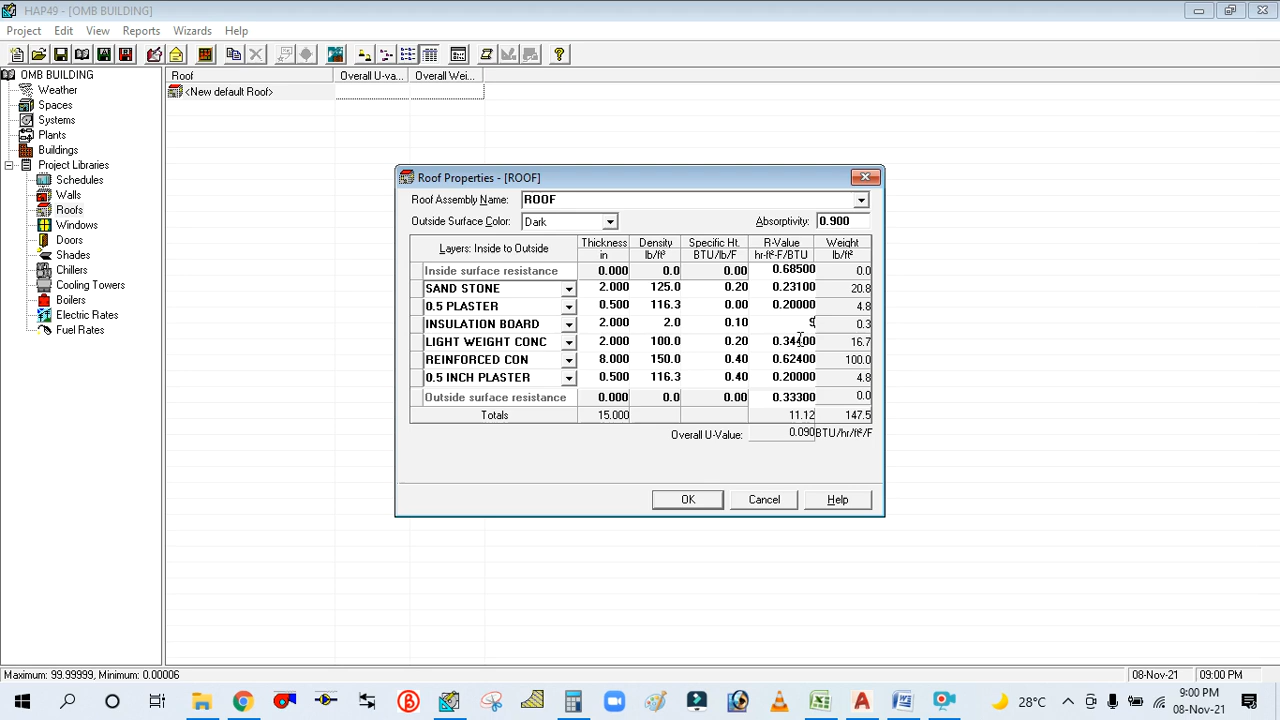 HAP49 - [OMB BUILDING]
Project Edit View Reports Wizards Help
OMB BUILDING
Weather
Spaces
Systems
Plants
Buildings
Project Libraries
Schedules
Walls
Roofs
Windows
Doors
Shades
Chillers
Cooling Towers
Boilers
Electric Rates
Fuel Rates
Roof Overall U-va... Overall Wei...
<New default Roof>
Roof Properties - [ROOF]
Roof Assembly Name: ROOF
Outside Surface Color: Dark Absorptivity: 0.900
Layers: Inside to Outside Thickness in Density lb/ft³ Specific Ht. BTU/lb/F R-Value hr-ft²-F/BTU Weight lb/ft²
Inside surface resistance 0.000 0.0 0.00 0.68500 0.0
SAND STONE 2.000 125.0 0.20 0.23100 20.8
0.5 PLASTER 0.500 116.3 0.00 0.20000 4.8
INSULATION BOARD 2.000 2.0 0.10 9 0.3
LIGHT WEIGHT CONC 2.000 100.0 0.20 0.34400 16.7
REINFORCED CON 8.000 150.0 0.40 0.62400 100.0
0.5 INCH PLASTER 0.500 116.3 0.40 0.20000 4.8
Outside surface resistance 0.000 0.0 0.00 0.33300 0.0
Totals 15.000 11.12 147.5
Overall U-Value: 0.090 BTU/hr/ft²/F
OK Cancel Help
Maximum: 99.99999, Minimum: 0.00006 08-Nov-21 09:00 PM
28°C 9:00 PM
08-Nov-21